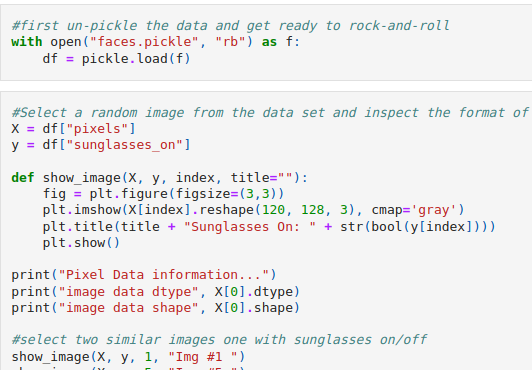 #first un-pickle the data and get ready to rock-and-roll
with open("faces.pickle", "rb") as f:
    df = pickle.load(f)
#Select a random image from the data set and inspect the format of
X = df["pixels"]
y = df["sunglasses_on"]
def show_image(X, y, index, title=""):
    fig = plt.figure(figsize=(3,3))
    plt.imshow(X[index].reshape(120, 128, 3), cmap='gray')
    plt.title(title + "Sunglasses On: " + str(bool(y[index])))
    plt.show()
print("Pixel Data information...")
print("image data dtype", X[0].dtype)
print("image data shape", X[0].shape)
#select two similar images one with sunglasses on/off
show_image(X, y, 1, "Img #1 ")